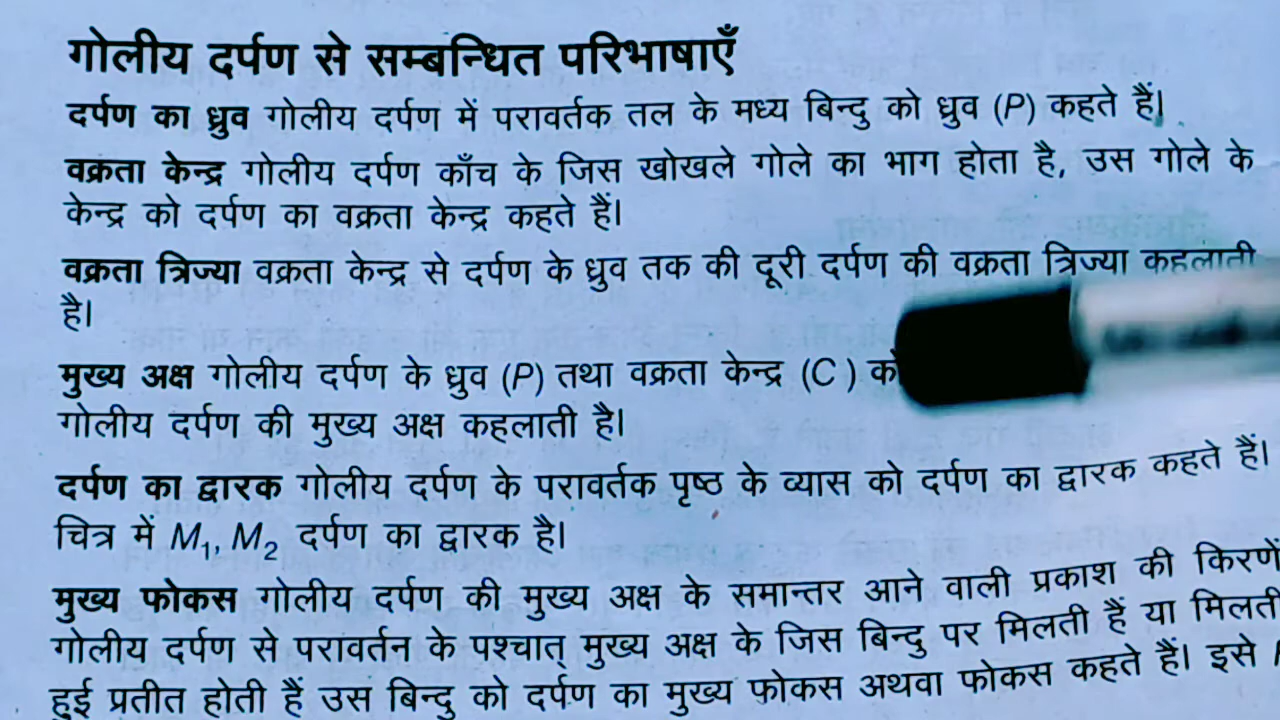 गोलीय दर्पण से सम्बन्धित परिभाषाएँ
दर्पण का ध्रुव गोलीय दर्पण में परावर्तक तल के मध्य बिन्दु को ध्रुव (P) कहते हैं।
वक्रता केन्द्र गोलीय दर्पण काँच के जिस खोखले गोले का भाग होता है, उस गोले के
केन्द्र को दर्पण का वक्रता केन्द्र कहते हैं।
वक्रता त्रिज्या वक्रता केन्द्र से दर्पण के ध्रुव तक की दूरी दर्पण की वक्रता त्रिज्या कहलाती
है।
मुख्य अक्ष गोलीय दर्पण के ध्रुव (P) तथा वक्रता केन्द्र (C ) को
गोलीय दर्पण की मुख्य अक्ष कहलाती है।
दर्पण का द्वारक गोलीय दर्पण के परावर्तक पृष्ठ के व्यास को दर्पण का द्वारक कहते हैं।
चित्र में M₁, M₂ दर्पण का द्वारक है।
मुख्य फोकस गोलीय दर्पण की मुख्य अक्ष के समान्तर आने वाली प्रकाश की किरणें
गोलीय दर्पण से परावर्तन के पश्चात् मुख्य अक्ष के जिस बिन्दु पर मिलती हैं या मिलती
हुई प्रतीत होती हैं उस बिन्दु को दर्पण का मुख्य फोकस अथवा फोकस कहते हैं। इसे